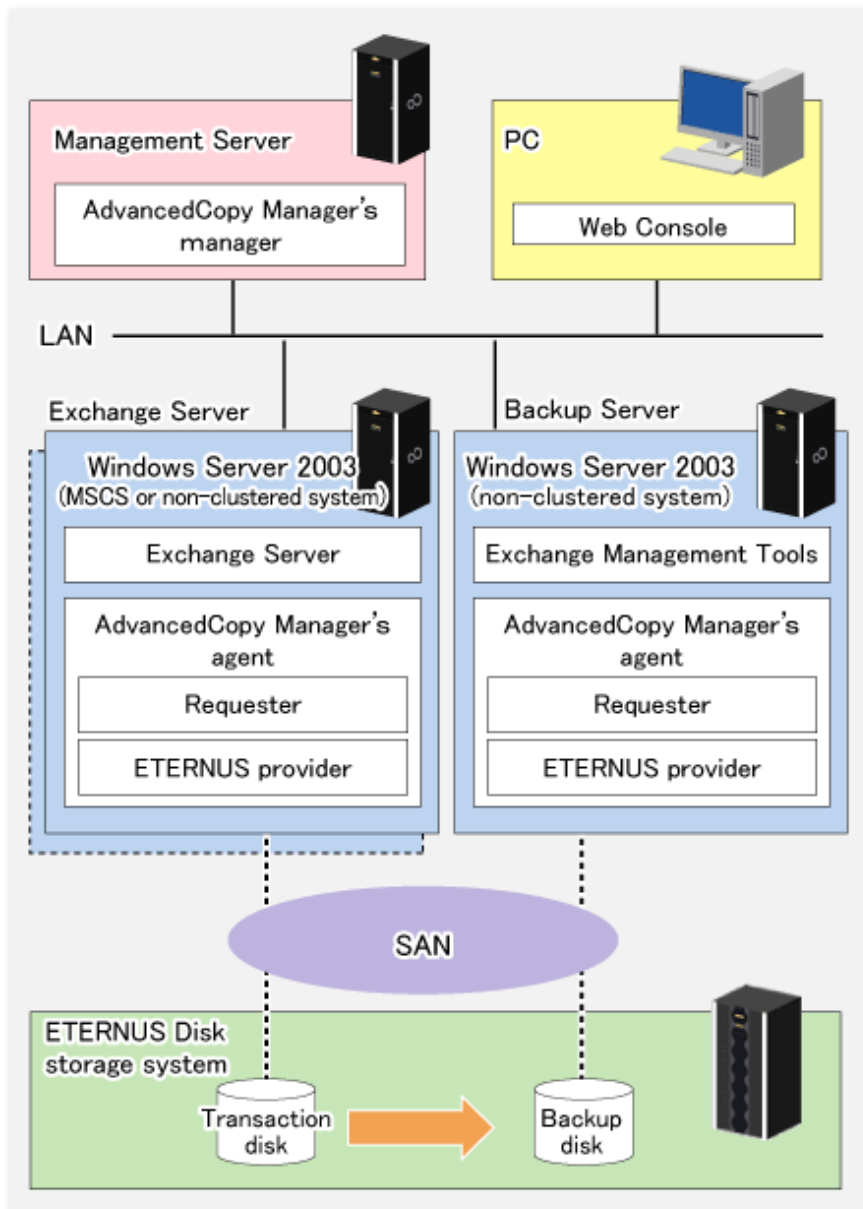 Management Server
AdvancedCopy Manager's
manager
PC
Web Console
LAN
Exchange Server
Windows Server 2003
(MSCS or non-clustered system)
Exchange Server
AdvancedCopy Manager's
agent
Requester
ETERNUS provider
Backup Server
Windows Server 2003
(non-clustered system)
Exchange Management Tools
AdvancedCopy Manager's
agent
Requester
ETERNUS provider
SAN
ETERNUS Disk
storage system
Transaction
disk
Backup
disk